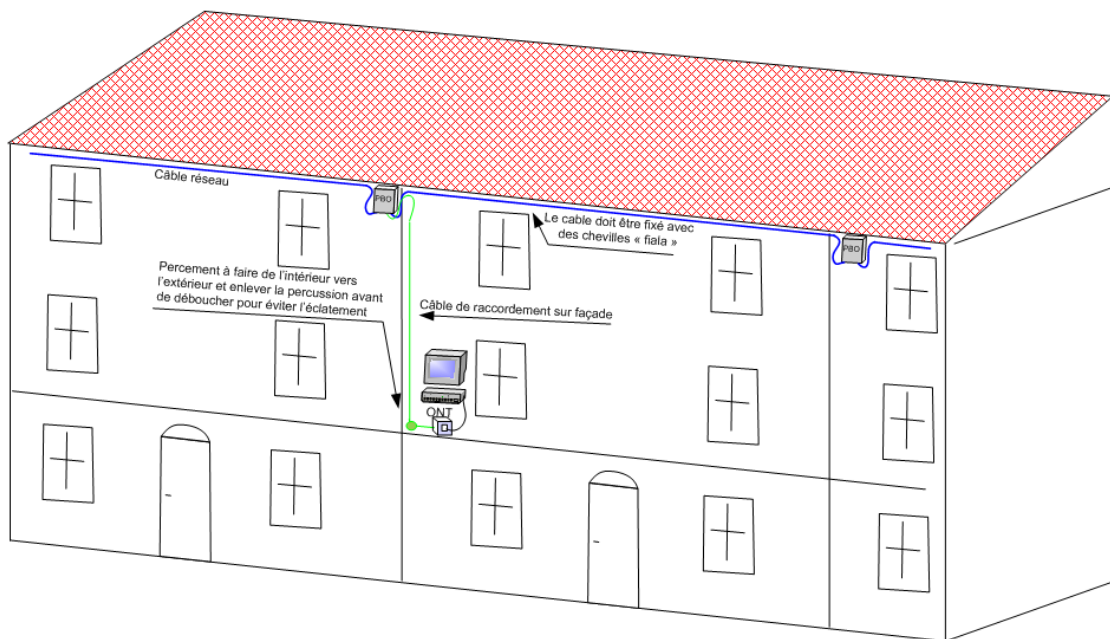 Câble réseau
PBO
Le cable doit être fixé avec
des chevilles « fiala »
PBO
Percement à faire de l’intérieur vers
l’extérieur et enlever la percussion avant
de déboucher pour éviter l’éclatement
Câble de raccordement sur façade
ONT